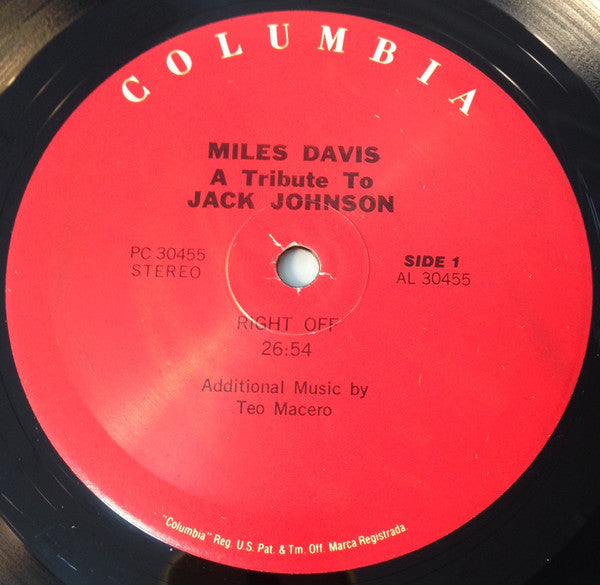 COLUMBIA
MILES DAVIS
A Tribute To
JACK JOHNSON
PC 30455
STEREO
SIDE 1
AL 30455
RIGHT OFF
26:54
Additional Music by
Teo Macero
"Columbia" Reg. U.S. Pat. & Tm. Off. Marca Registrada.